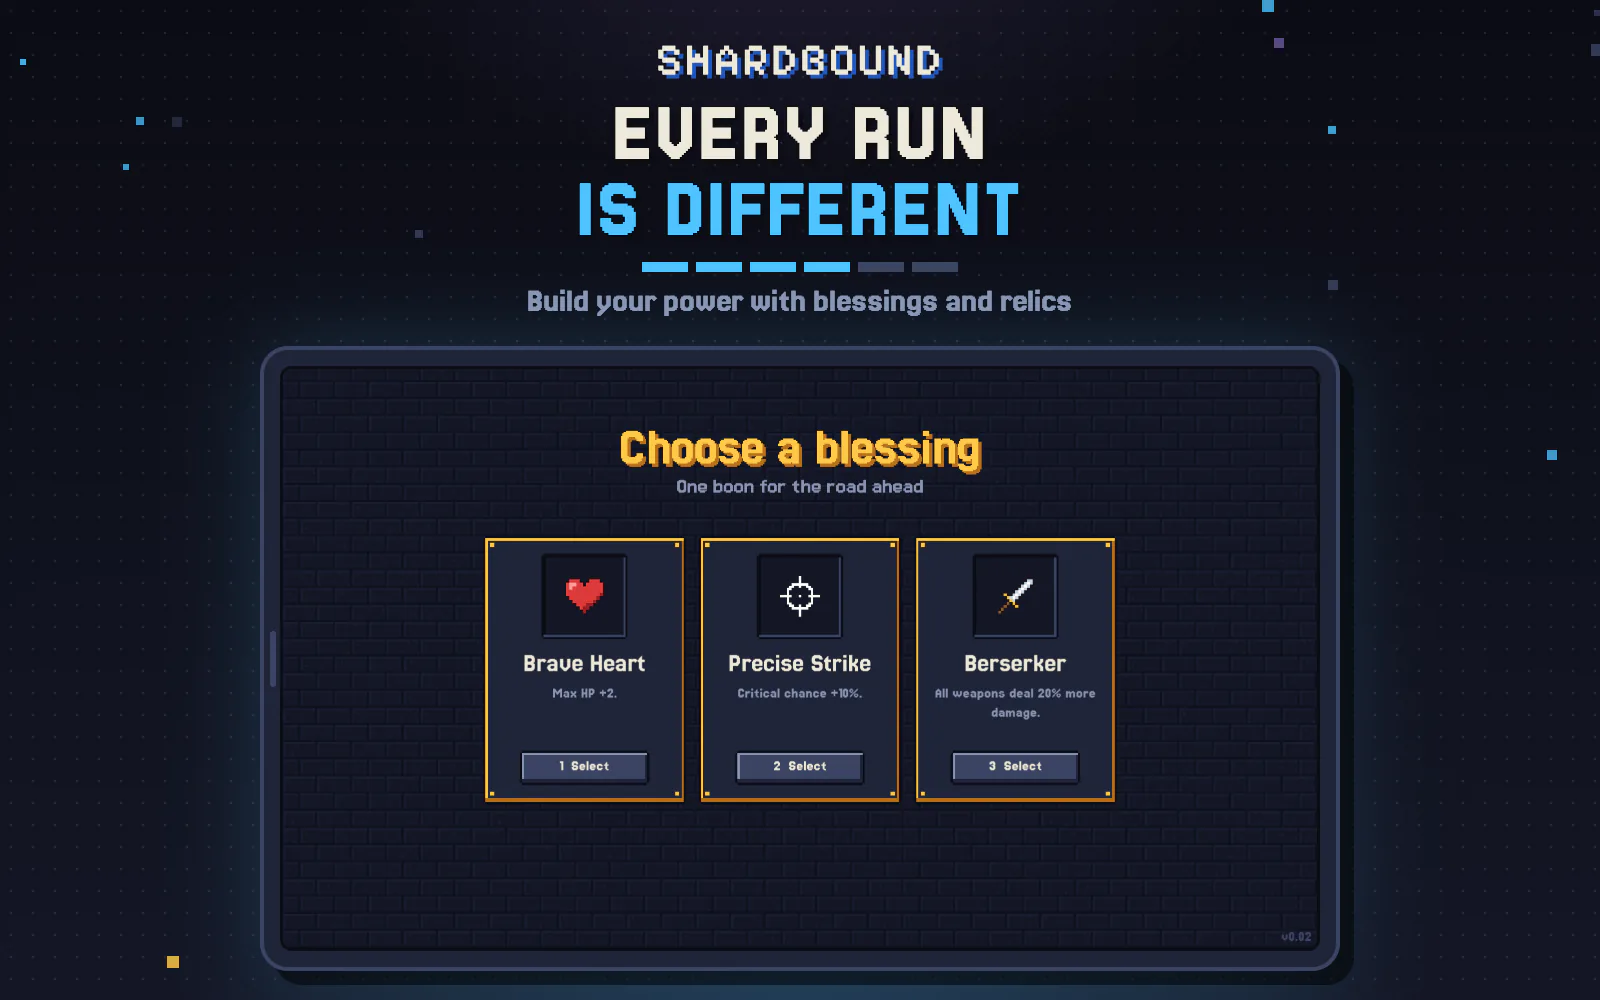 SHARDBOUND
EVERY RUN
IS DIFFERENT
Build your power with blessings and relics
Choose a blessing
One boon for the road ahead
Brave Heart
Max HP +2.
1 Select
Precise Strike
Critical chance +10%.
2 Select
Berserker
All weapons deal 20% more
damage.
3 Select
v0.02